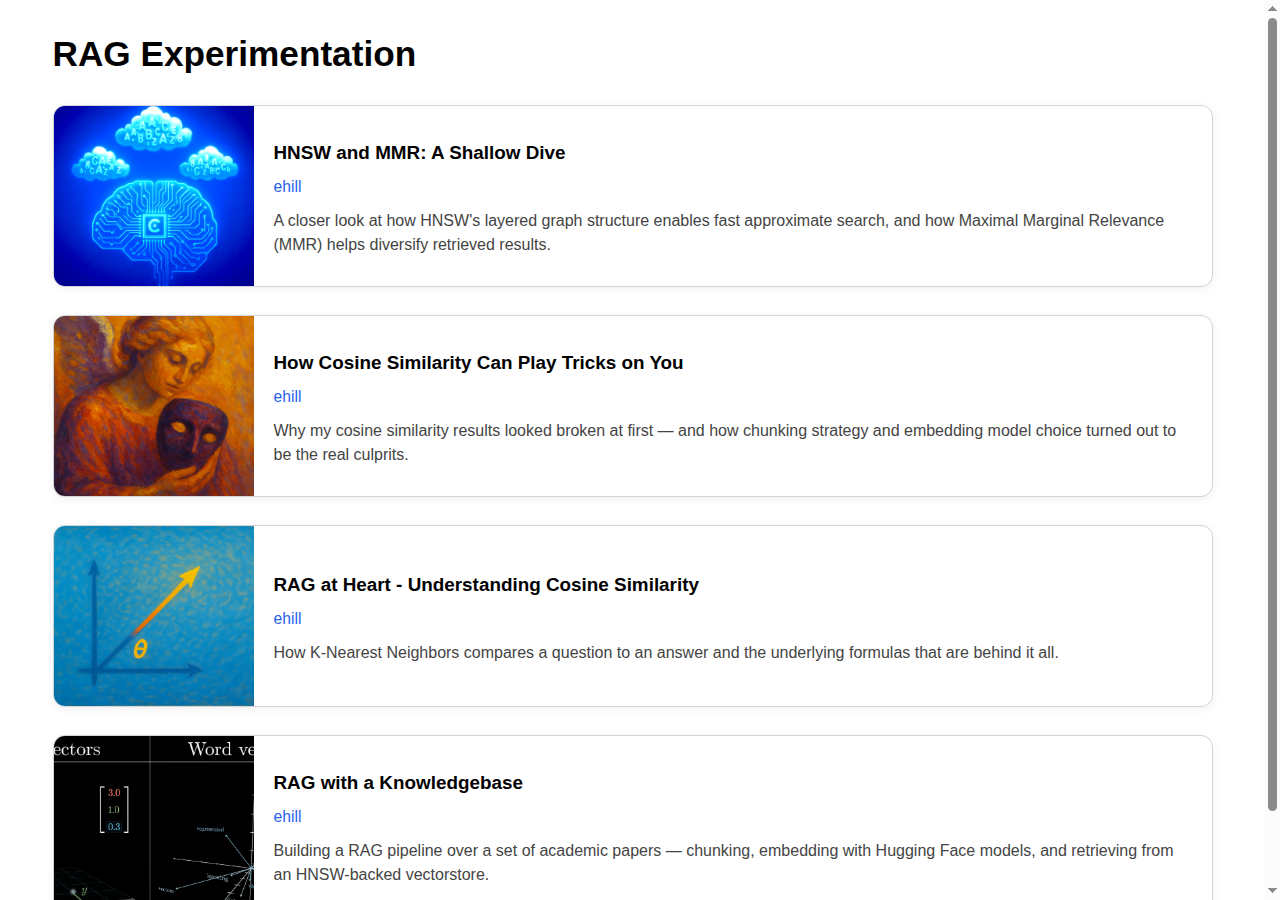 RAG Experimentation
HNSW and MMR: A Shallow Dive
ehill
A closer look at how HNSW's layered graph structure enables fast approximate search, and how Maximal Marginal Relevance
(MMR) helps diversify retrieved results.
How Cosine Similarity Can Play Tricks on You
ehill
Why my cosine similarity results looked broken at first — and how chunking strategy and embedding model choice turned out to
be the real culprits.
θ
RAG at Heart - Understanding Cosine Similarity
ehill
How K-Nearest Neighbors compares a question to an answer and the underlying formulas that are behind it all.
ectors
Word ve
3.0
1.0
0.3
y
RAG with a Knowledgebase
ehill
Building a RAG pipeline over a set of academic papers — chunking, embedding with Hugging Face models, and retrieving from
an HNSW-backed vectorstore.